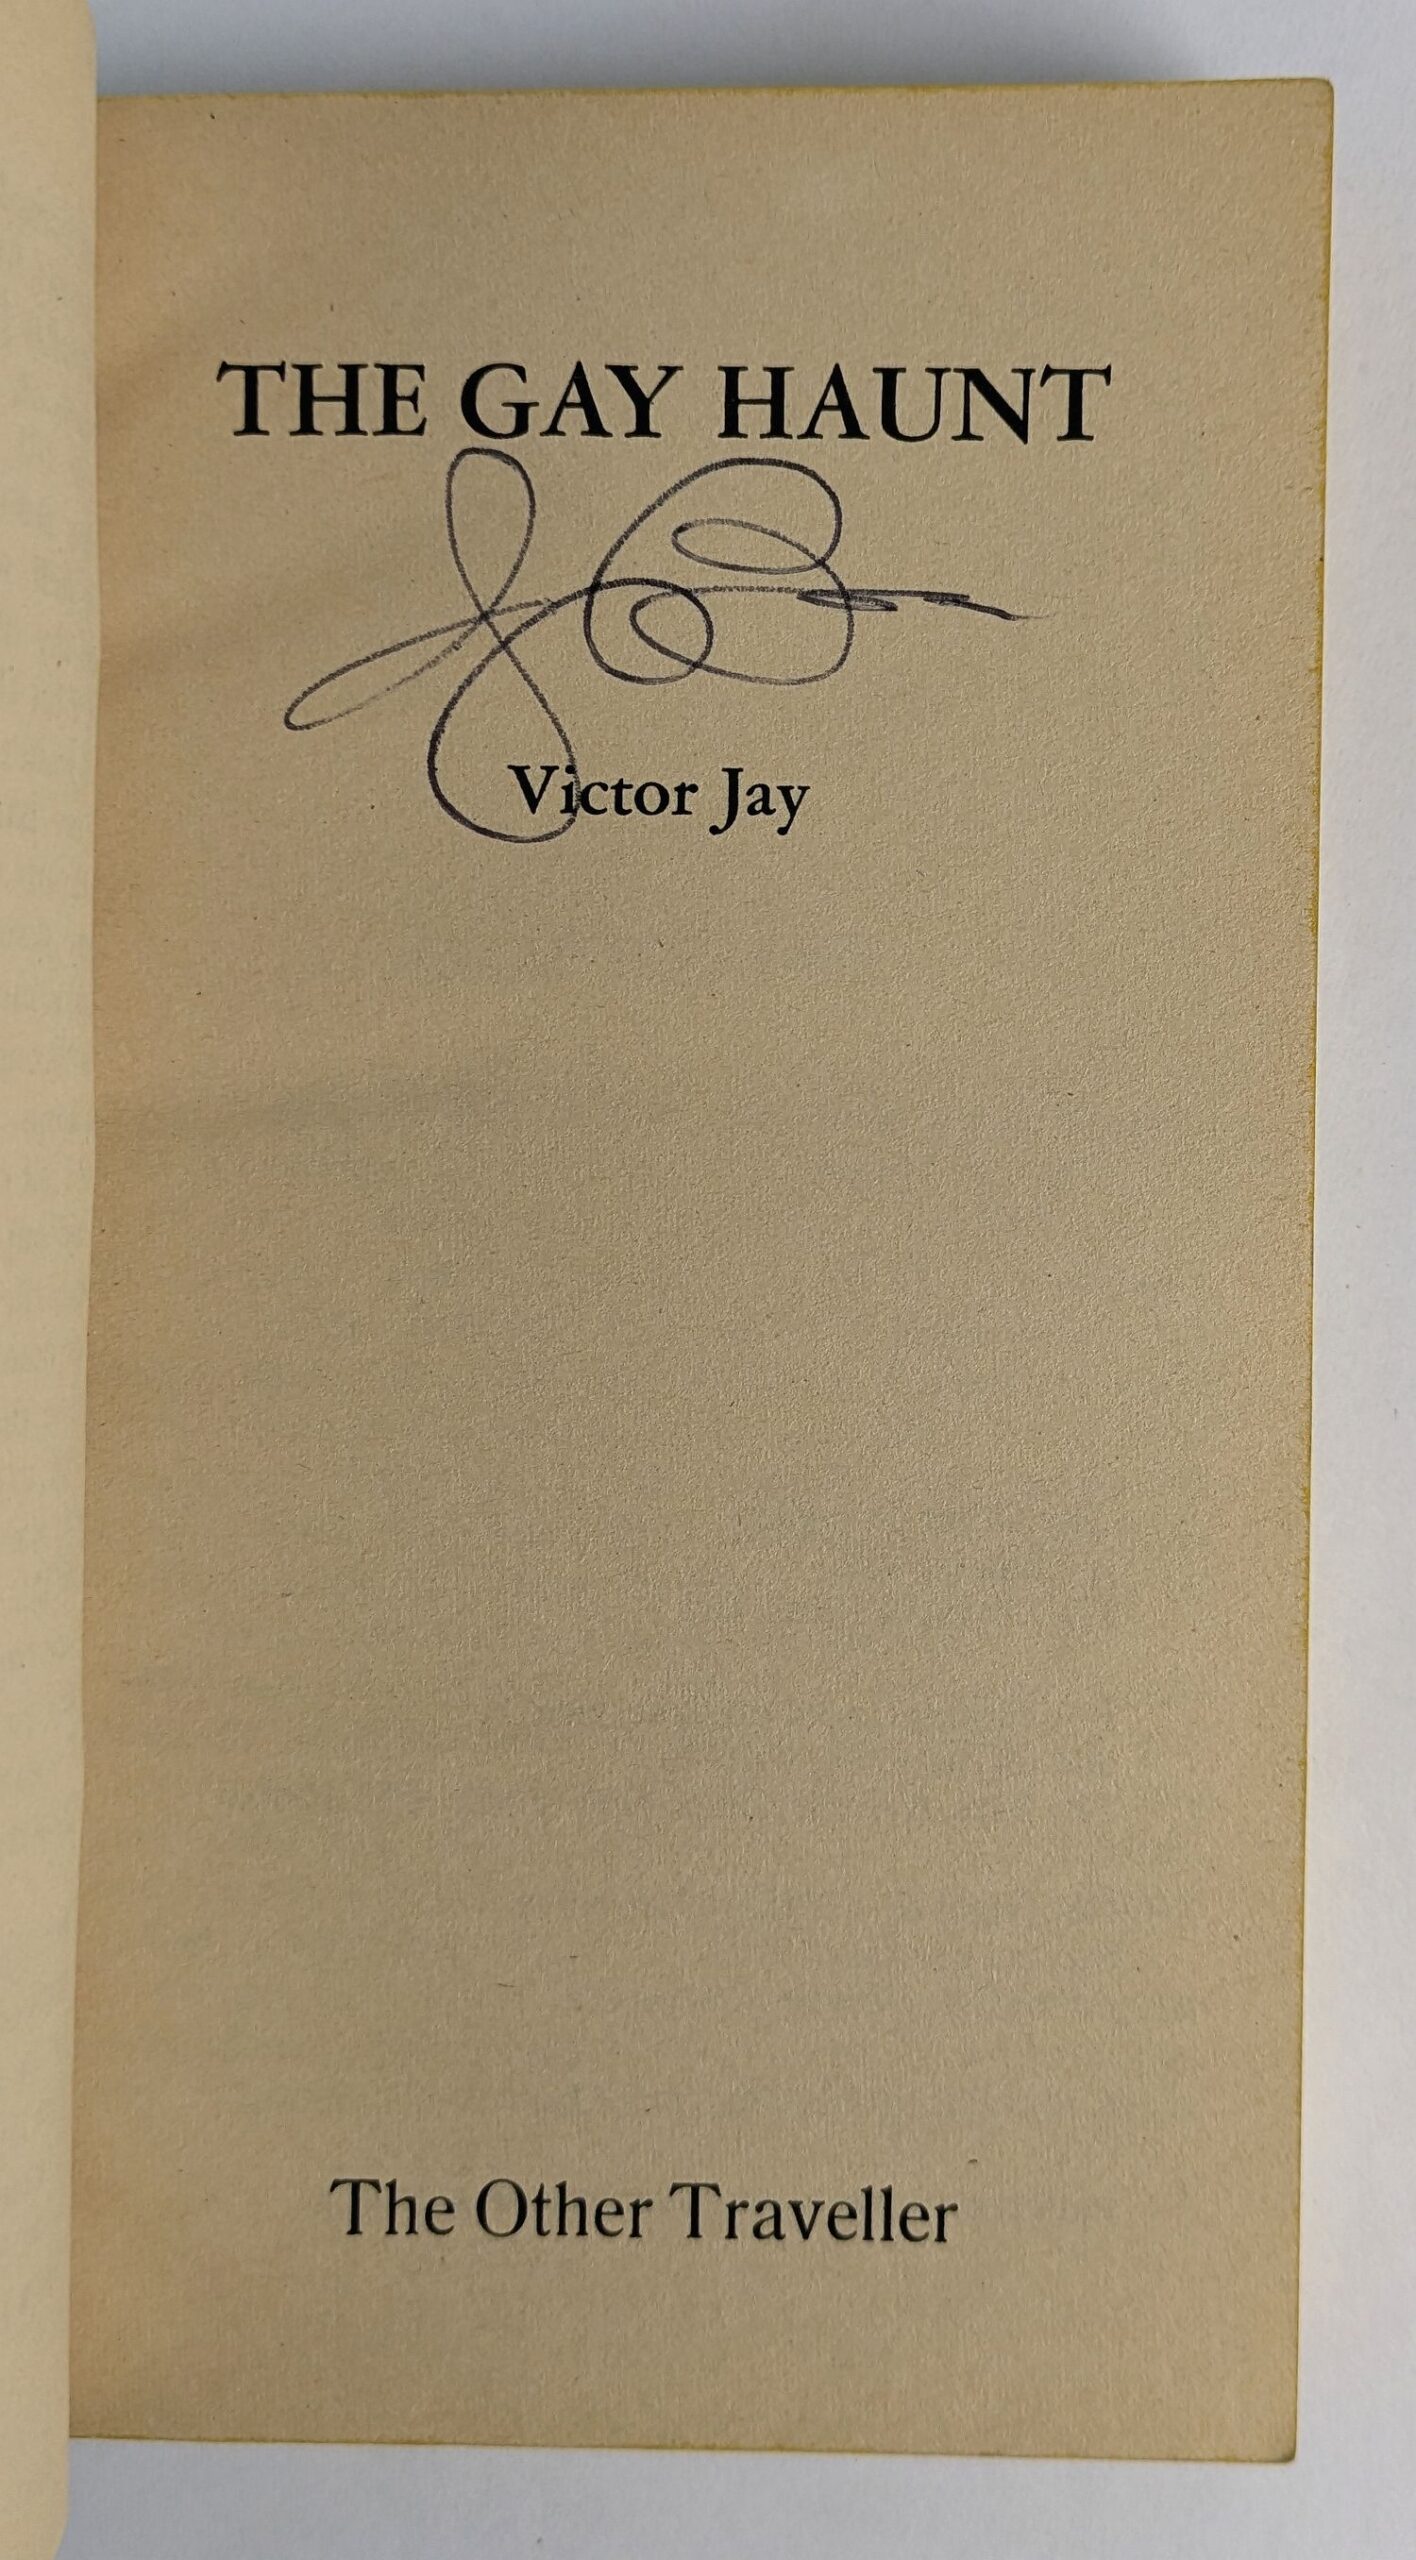 THE GAY HAUNT
Victor Jay
The Other Traveller